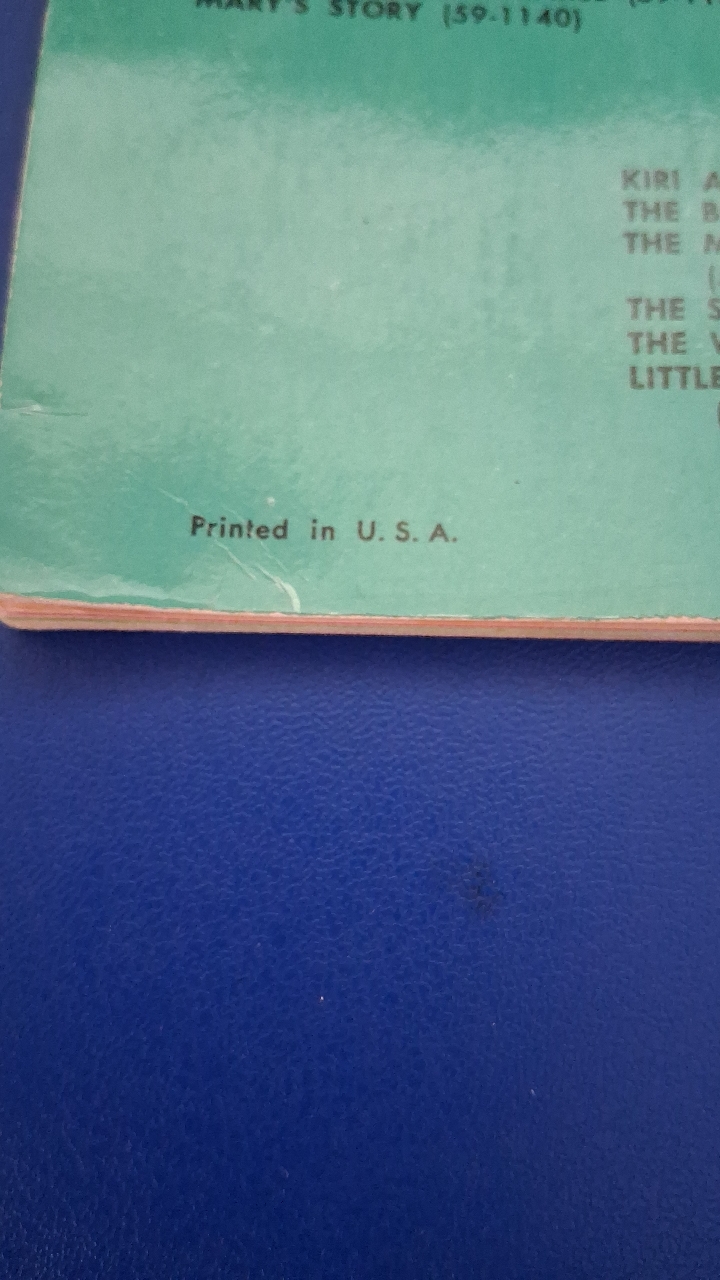 MARY'S STORY (59-1140)
KIRI
THE
THE
THE
THE
LITTLE
Printed in U. S. A.